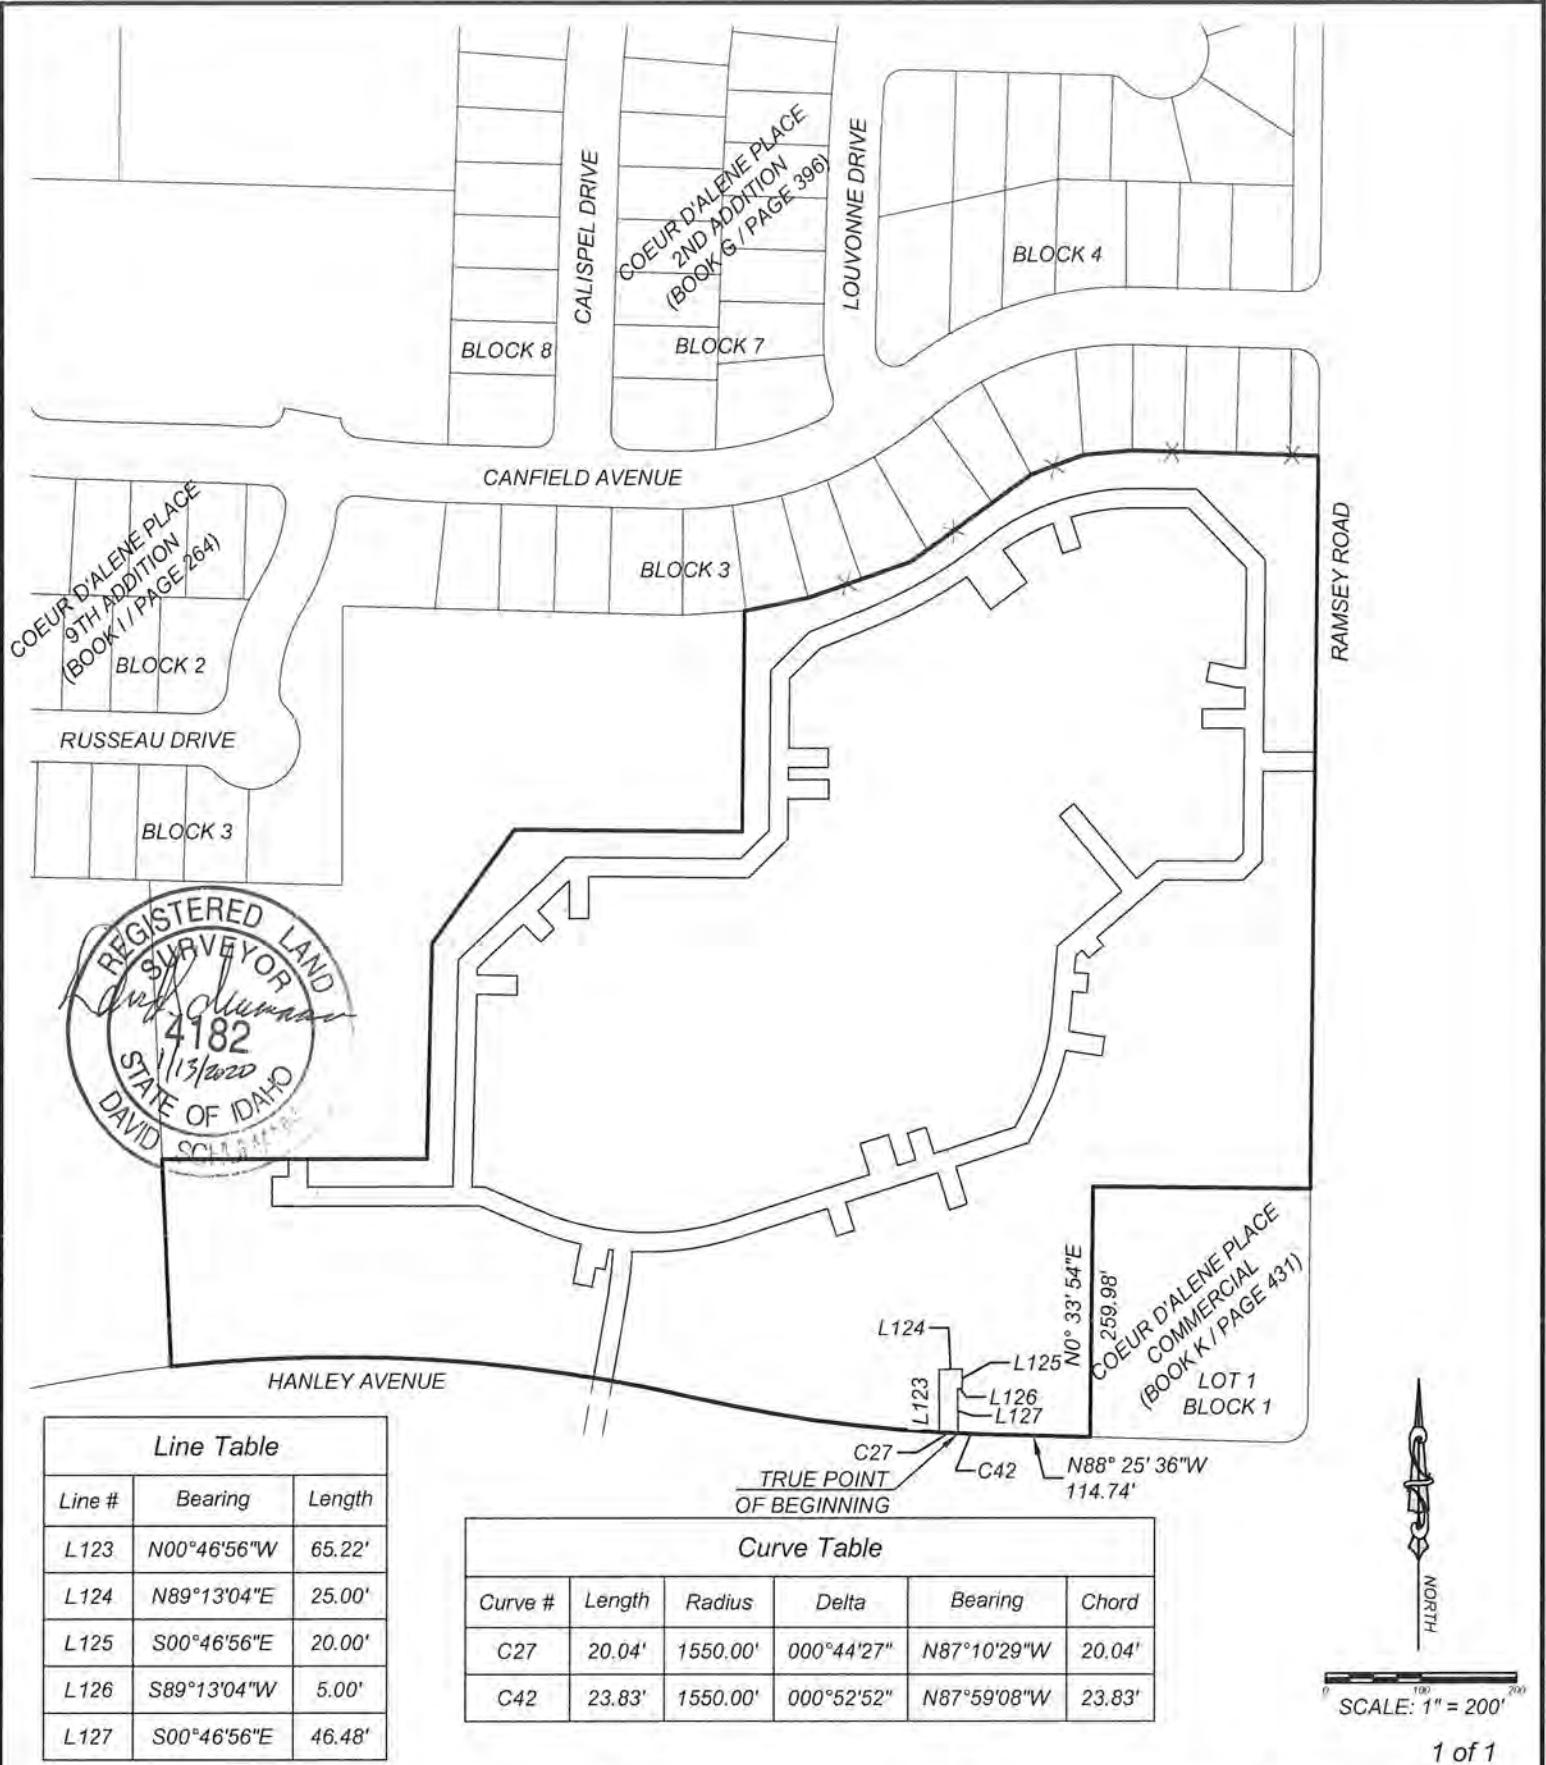 CALISPEL DRIVE
COEUR D'ALENE PLACE
2ND ADDITION
(BOOK G / PAGE 396)
LOUVONNE DRIVE
BLOCK 4
BLOCK 8
BLOCK 7
CANFIELD AVENUE
COEUR D'ALENE PLACE
9TH ADDITION
(BOOK I / PAGE 264)
BLOCK 2
BLOCK 3
RAMSEY ROAD
RUSSEAU DRIVE
BLOCK 3
REGISTERED LAND
SURVEYOR
4182
1/13/2020
STATE OF IDAHO
DAVID
N0° 33' 54"E
259.98'
COEUR D'ALENE PLACE
COMMERCIAL
(BOOK K / PAGE 431)
LOT 1
BLOCK 1
HANLEY AVENUE
L124
L125
L123
L126
L127
C27
C42
TRUE POINT
OF BEGINNING
N88° 25' 36"W
114.74'
Line Table
Line # Bearing Length
L123 N00°46'56"W 65.22'
L124 N89°13'04"E 25.00'
L125 S00°46'56"E 20.00'
L126 S89°13'04"W 5.00'
L127 S00°46'56"E 46.48'
Curve Table
Curve # Length Radius Delta Bearing Chord
C27 20.04' 1550.00' 000°44'27" N87°10'29"W 20.04'
C42 23.83' 1550.00' 000°52'52" N87°59'08"W 23.83'
NORTH
0 100 200
SCALE: 1" = 200'
1 of 1